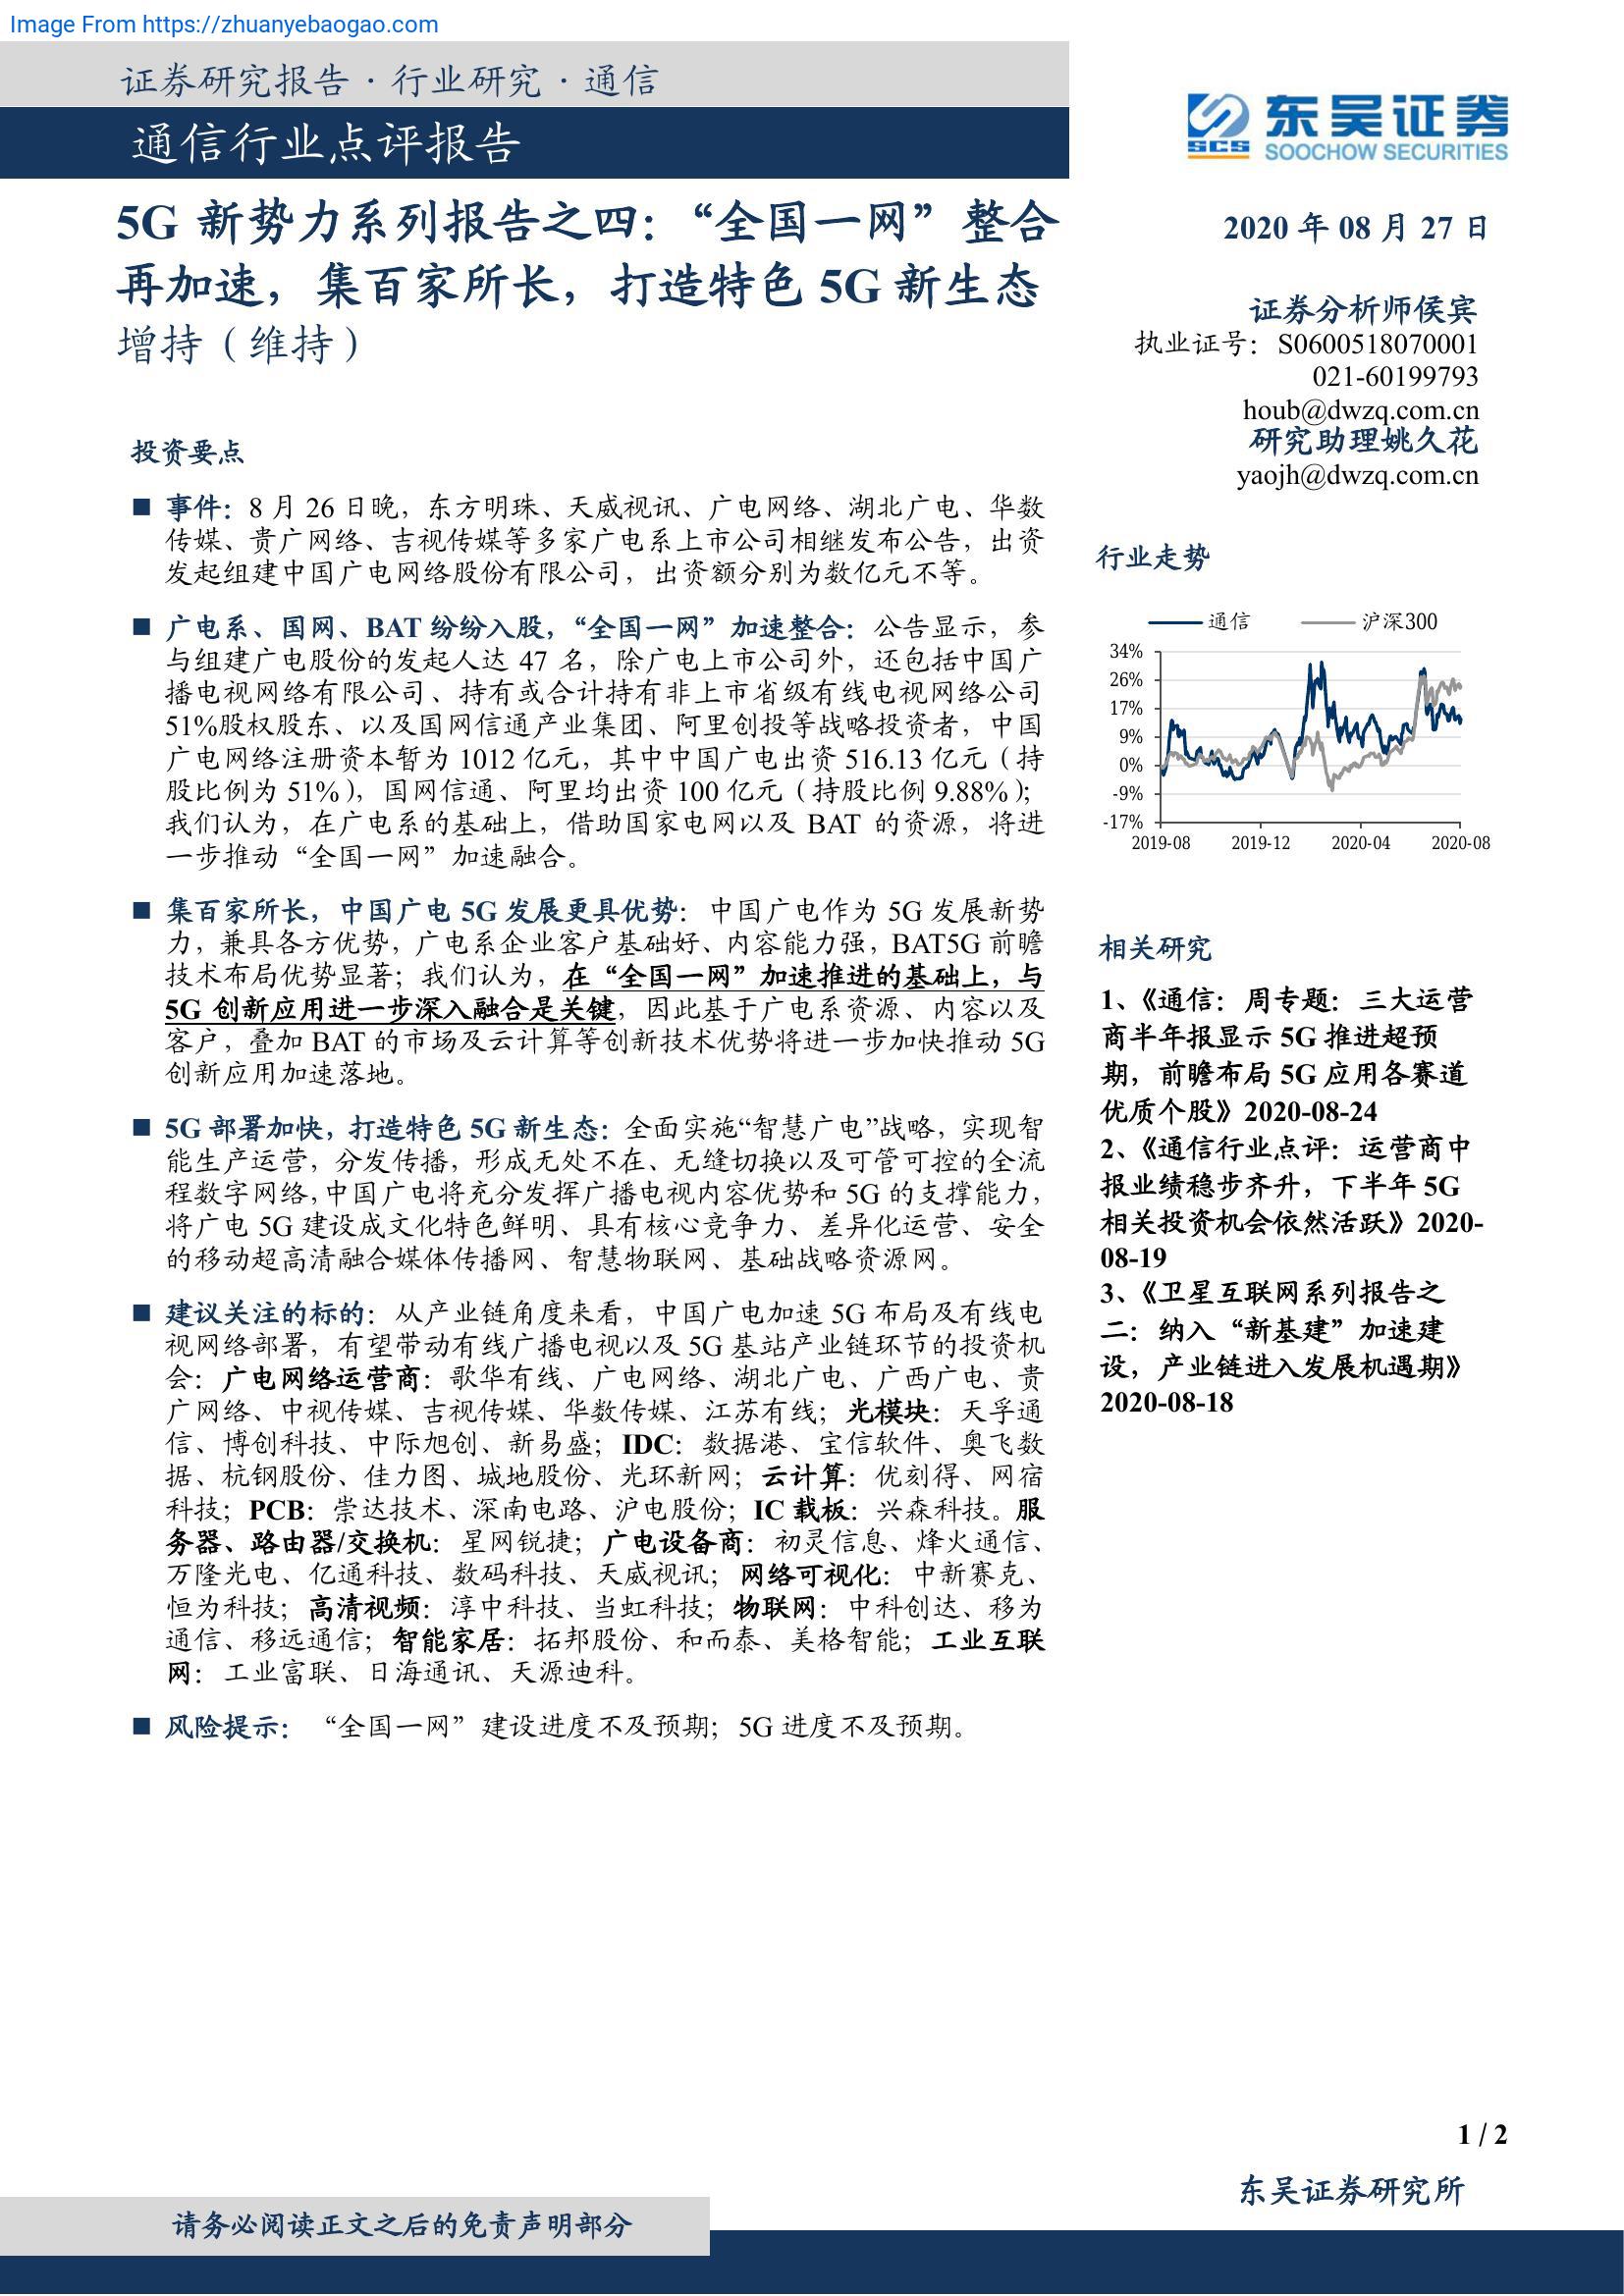 Image From https://zhuanyebaogao.com
证券研究报告·行业研究·通信
通信行业点评报告
SCS 东吴证券
SOOCHOW SECURITIES
5G 新势力系列报告之四：“全国一网”整合
再加速，集百家所长，打造特色 5G 新生态
增持（维持）
投资要点
■ 事件：8 月 26 日晚，东方明珠、天威视讯、广电网络、湖北广电、华数
传媒、贵广网络、吉视传媒等多家广电系上市公司相继发布公告，出资
发起组建中国广电网络股份有限公司，出资额分别为数亿元不等。
■ 广电系、国网、BAT 纷纷入股，“全国一网”加速整合：公告显示，参
与组建广电股份的发起人达 47 名，除广电上市公司外，还包括中国广
播电视网络有限公司、持有或合计持有非上市省级有线电视网络公司
51%股权股东、以及国网信通产业集团、阿里创投等战略投资者，中国
广电网络注册资本暂为 1012 亿元，其中中国广电出资 516.13 亿元（持
股比例为 51%），国网信通、阿里均出资 100 亿元（持股比例 9.88%）；
我们认为，在广电系的基础上，借助国家电网以及 BAT 的资源，将进
一步推动“全国一网”加速融合。
■ 集百家所长，中国广电 5G 发展更具优势：中国广电作为 5G 发展新势
力，兼具各方优势，广电系企业客户基础好、内容能力强，BAT5G 前瞻
技术布局优势显著；我们认为，在“全国一网”加速推进的基础上，与
5G 创新应用进一步深入融合是关键，因此基于广电系资源、内容以及
客户，叠加 BAT 的市场及云计算等创新技术优势将进一步加快推动 5G
创新应用加速落地。
■ 5G 部署加快，打造特色 5G 新生态：全面实施“智慧广电”战略，实现智
能生产运营，分发传播，形成无处不在、无缝切换以及可管可控的全流
程数字网络，中国广电将充分发挥广播电视内容优势和 5G 的支撑能力，
将广电 5G 建设成文化特色鲜明、具有核心竞争力、差异化运营、安全
的移动超高清融合媒体传播网、智慧物联网、基础战略资源网。
■ 建议关注的标的：从产业链角度来看，中国广电加速 5G 布局及有线电
视网络部署，有望带动有线广播电视以及 5G 基站产业链环节的投资机
会：广电网络运营商：歌华有线、广电网络、湖北广电、广西广电、贵
广网络、中视传媒、吉视传媒、华数传媒、江苏有线；光模块：天孚通
信、博创科技、中际旭创、新易盛；IDC：数据港、宝信软件、奥飞数
据、杭钢股份、佳力图、城地股份、光环新网；云计算：优刻得、网宿
科技；PCB：崇达技术、深南电路、沪电股份；IC 载板：兴森科技。服
务器、路由器/交换机：星网锐捷；广电设备商：初灵信息、烽火通信、
万隆光电、亿通科技、数码科技、天威视讯；网络可视化：中新赛克、
恒为科技；高清视频：淳中科技、当虹科技；物联网：中科创达、移为
通信、移远通信；智能家居：拓邦股份、和而泰、美格智能；工业互联
网：工业富联、日海通讯、天源迪科。
■ 风险提示：“全国一网”建设进度不及预期；5G 进度不及预期。
2020 年 08 月 27 日
证券分析师侯宾
执业证号：S0600518070001
021-60199793
houb@dwzq.com.cn
研究助理姚久花
yaojh@dwzq.com.cn
行业走势
通信 沪深300
34%
26%
17%
9%
0%
-9%
-17%
2019-08 2019-12 2020-04 2020-08
相关研究
1、《通信：周专题：三大运营
商半年报显示 5G 推进超预
期，前瞻布局 5G 应用各赛道
优质个股》2020-08-24
2、《通信行业点评：运营商中
报业绩稳步齐升，下半年 5G
相关投资机会依然活跃》2020-
08-19
3、《卫星互联网系列报告之
二：纳入“新基建”加速建
设，产业链进入发展机遇期》
2020-08-18
1 / 2
东吴证券研究所
请务必阅读正文之后的免责声明部分